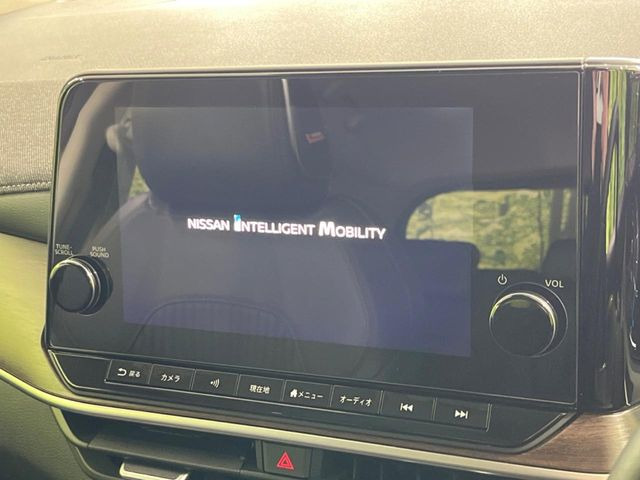 NISSAN INTELLIGENT MOBILITY
TUNE·
SCROLL
PUSH
SOUND
VOL
戻る
カメラ
現在地
メニュー
オーディオ